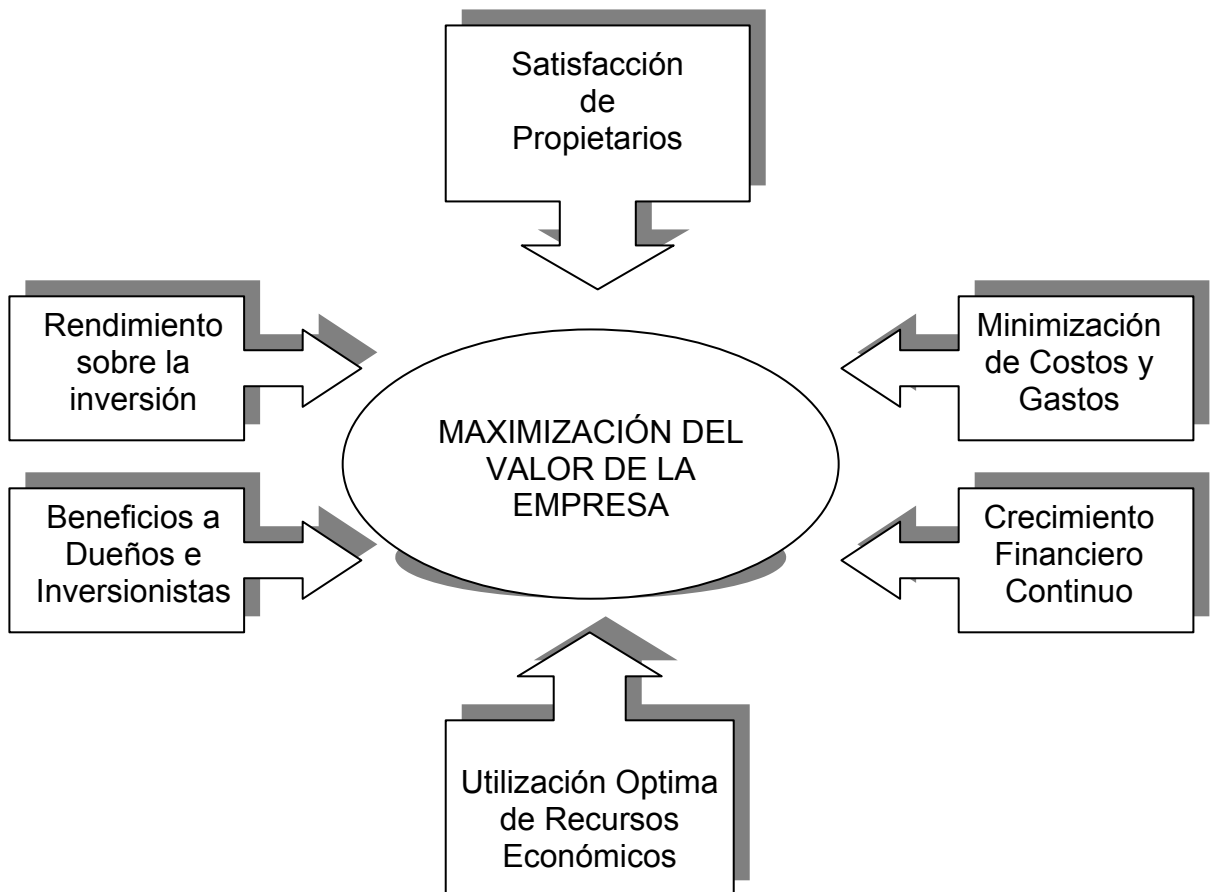 Satisfacción
de
Propietarios
Rendimiento
sobre la
inversión
Minimización
de Costos y
Gastos
MAXIMIZACIÓN DEL
VALOR DE LA
EMPRESA
Beneficios a
Dueños e
Inversionistas
Crecimiento
Financiero
Continuo
Utilización Optima
de Recursos
Económicos